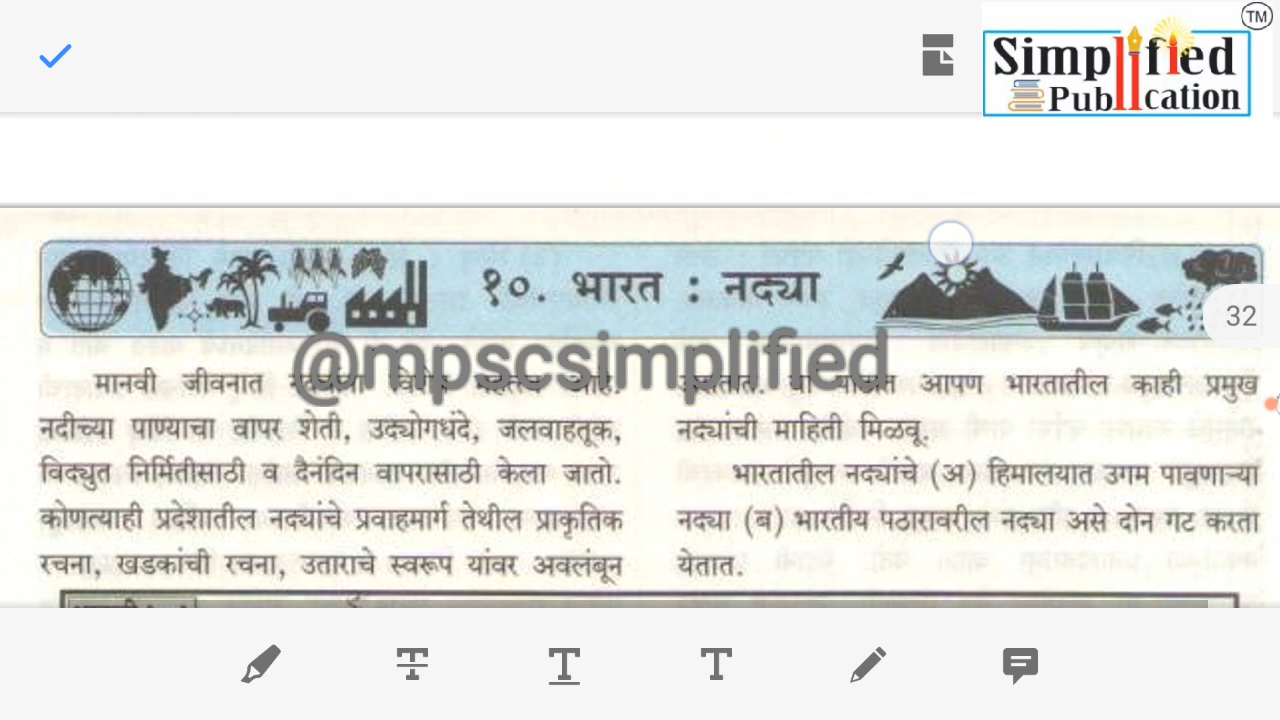 TM
Simplified
Publication
१०. भारत : नद्या
32
@mpscsimplified
मानवी जीवनात
नदीच्या पाण्याचा वापर शेती, उद्योगधंदे, जलवाहतूक,
विद्युत निर्मितीसाठी व दैनंदिन वापरासाठी केला जातो.
कोणत्याही प्रदेशातील नद्यांचे प्रवाहमार्ग तेथील प्राकृतिक
रचना, खडकांची रचना, उताराचे स्वरूप यांवर अवलंबून
आपण भारतातील काही प्रमुख
नद्यांची माहिती मिळवू.
भारतातील नद्यांचे (अ) हिमालयात उगम पावणाऱ्या
नद्या (ब) भारतीय पठारावरील नद्या असे दोन गट करता
येतात.